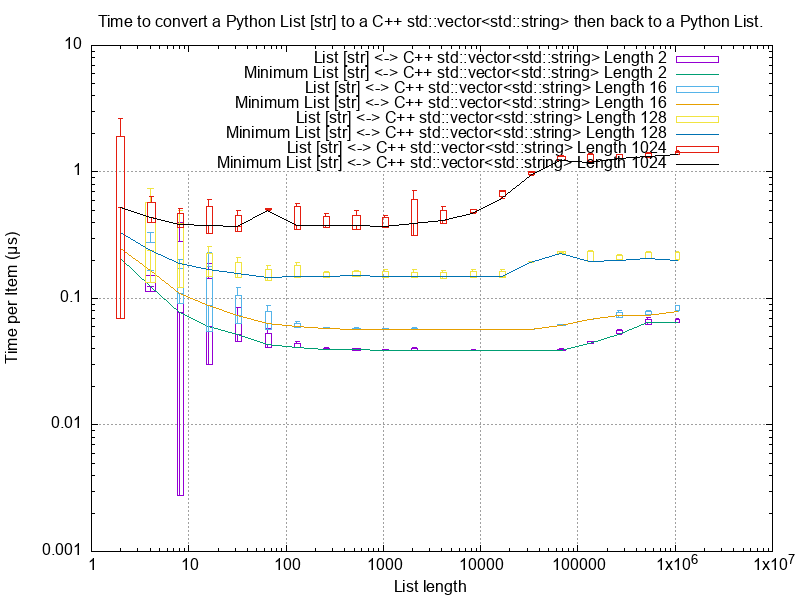 Time to convert a Python List [str] to a C++ std::vector<std::string> then back to a Python List.
10
1
0.1
0.01
0.001
Time per Item (µs)
List [str] <-> C++ std::vector<std::string> Length 2
Minimum List [str] <-> C++ std::vector<std::string> Length 2
List [str] <-> C++ std::vector<std::string> Length 16
Minimum List [str] <-> C++ std::vector<std::string> Length 16
List [str] <-> C++ std::vector<std::string> Length 128
Minimum List [str] <-> C++ std::vector<std::string> Length 128
List [str] <-> C++ std::vector<std::string> Length 1024
Minimum List [str] <-> C++ std::vector<std::string> Length 1024
1 10 100 1000 10000 100000 1x10⁶ 1x10⁷
List length